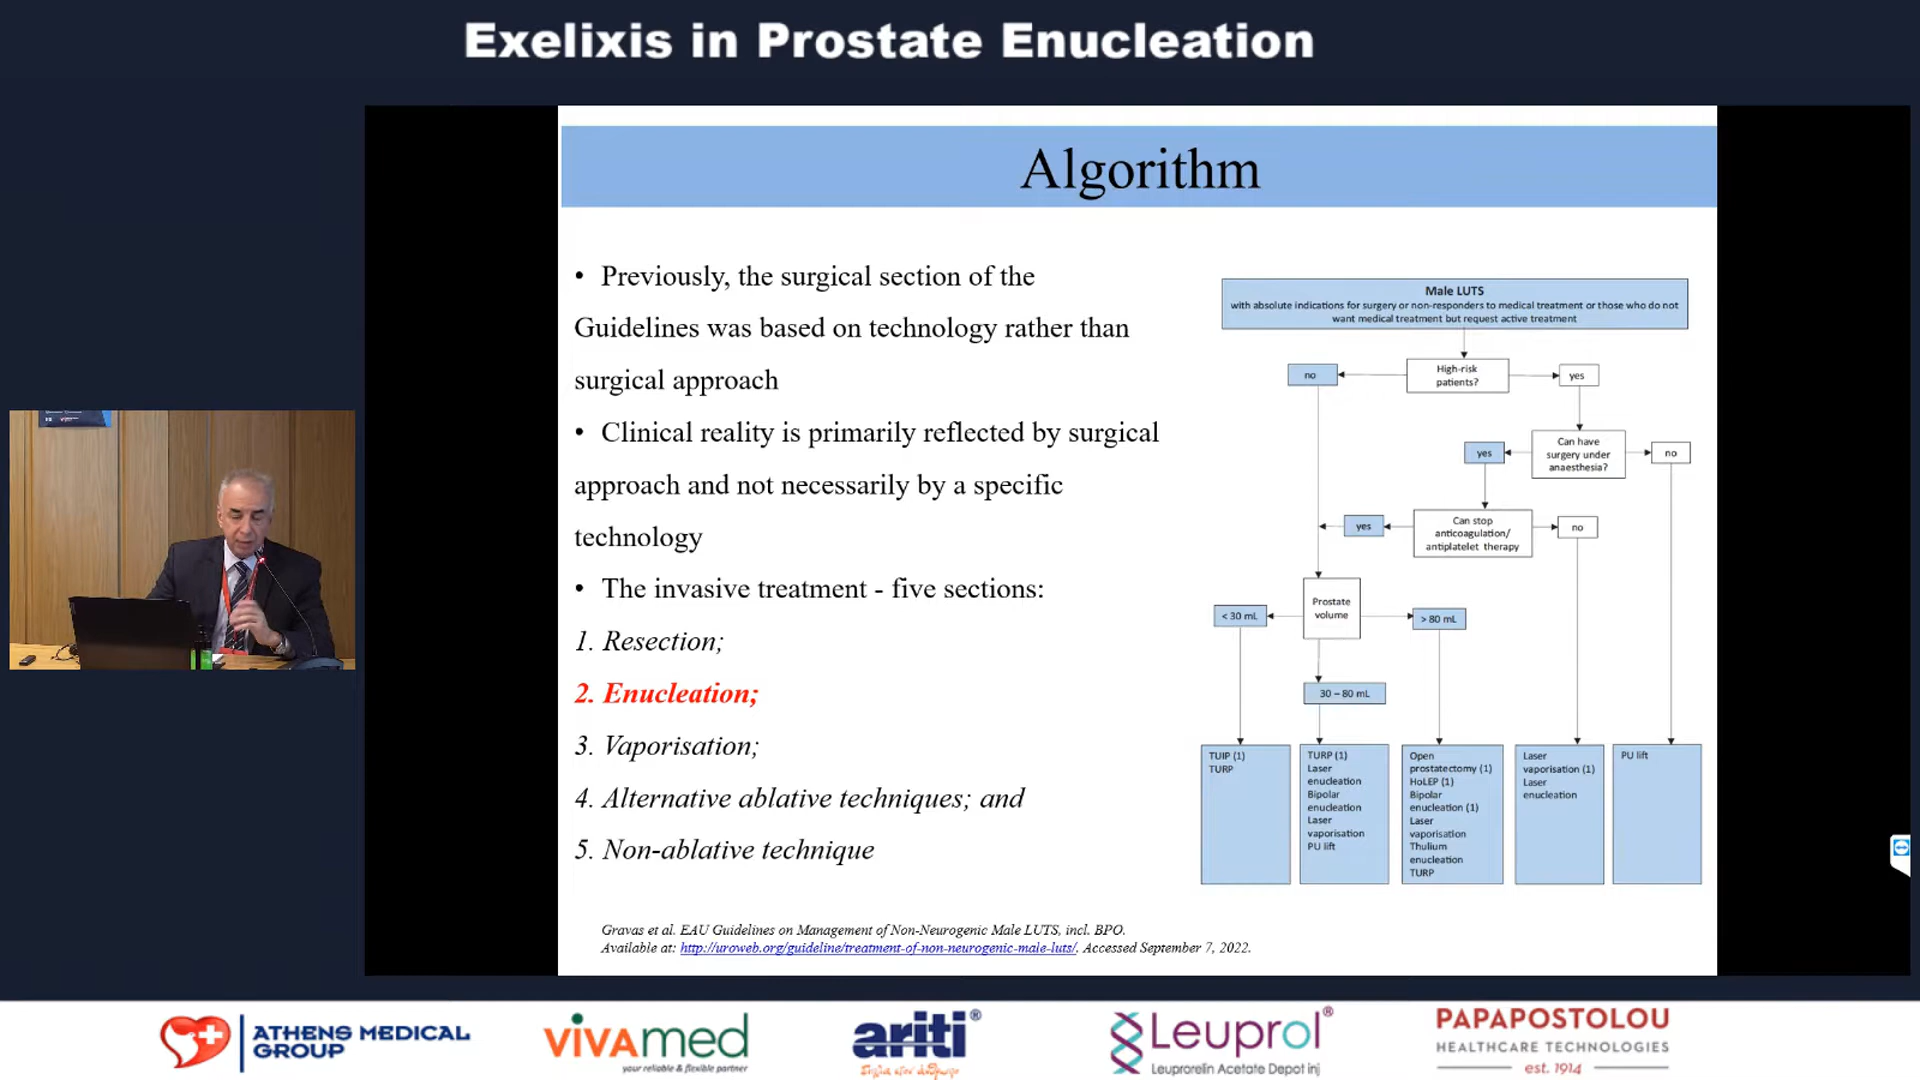 Exelixis in Prostate Enucleation
Algorithm
• Previously, the surgical section of the
Guidelines was based on technology rather than
surgical approach
• Clinical reality is primarily reflected by surgical
approach and not necessarily by a specific
technology
• The invasive treatment - five sections:
1. Resection;
2. Enucleation;
3. Vaporisation;
4. Alternative ablative techniques; and
5. Non-ablative technique
Male LUTS
with absolute indications for surgery or non-responders to medical treatment or those who do not
want medical treatment but request active treatment
no
High-risk
patients?
yes
yes
Can have
surgery under
anaesthesia?
no
yes
Can stop
anticoagulation/
antiplatelet therapy
no
< 30 mL
Prostate
volume
> 80 mL
30 – 80 mL
TUIP (1)
TURP
TURP (1)
Laser
enucleation
Bipolar
enucleation
Laser
vaporisation
PU lift
Open
prostatectomy (1)
HoLEP (1)
Bipolar
enucleation (1)
Laser
vaporisation
Thulium
enucleation
TURP
Laser
vaporisation (1)
Laser
enucleation
PU lift
Gravas et al. EAU Guidelines on Management of Non-Neurogenic Male LUTS, incl. BPO.
Available at: http://uroweb.org/guideline/treatment-of-non-neurogenic-male-luts/. Accessed September 7, 2022.
ATHENS MEDICAL
GROUP
vivamed
your reliable & flexible partner
ariti®
Leuprol®
Leuprorelin Acetate Depot inj
PAPAPOSTOLOU
HEALTHCARE TECHNOLOGIES
est. 1914